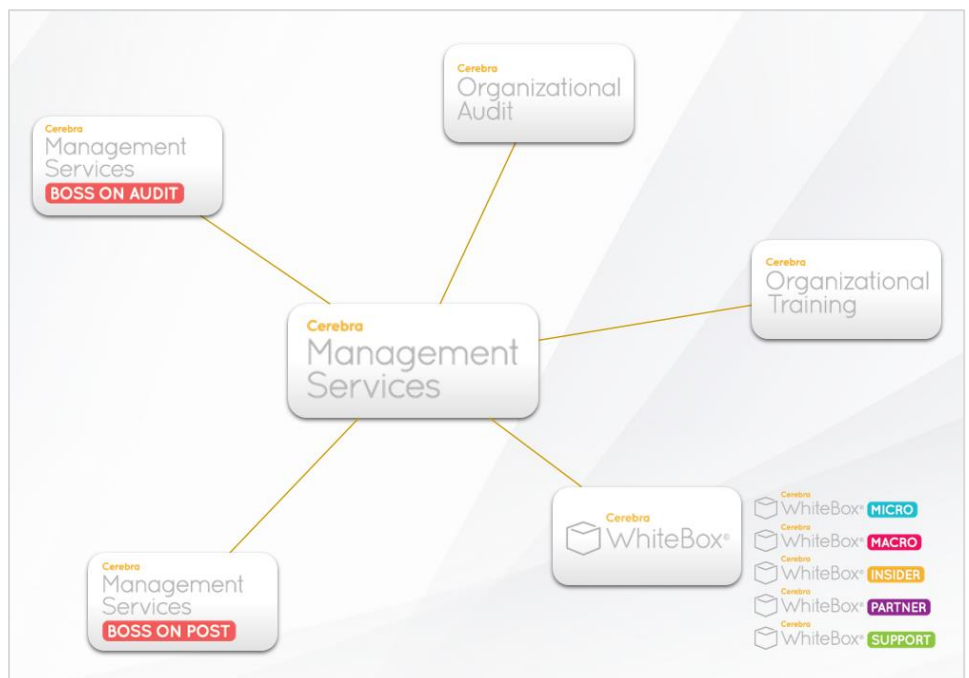 Cerebra
Organizational
Audit
Cerebra
Management
Services
BOSS ON AUDIT
Cerebra
Organizational
Training
Cerebra
Management
Services
Cerebra
WhiteBox®
Cerebra
WhiteBox® MICRO
Cerebra
WhiteBox® MACRO
Cerebra
WhiteBox® INSIDER
Cerebra
WhiteBox® PARTNER
Cerebra
WhiteBox® SUPPORT
Cerebra
Management
Services
BOSS ON POST